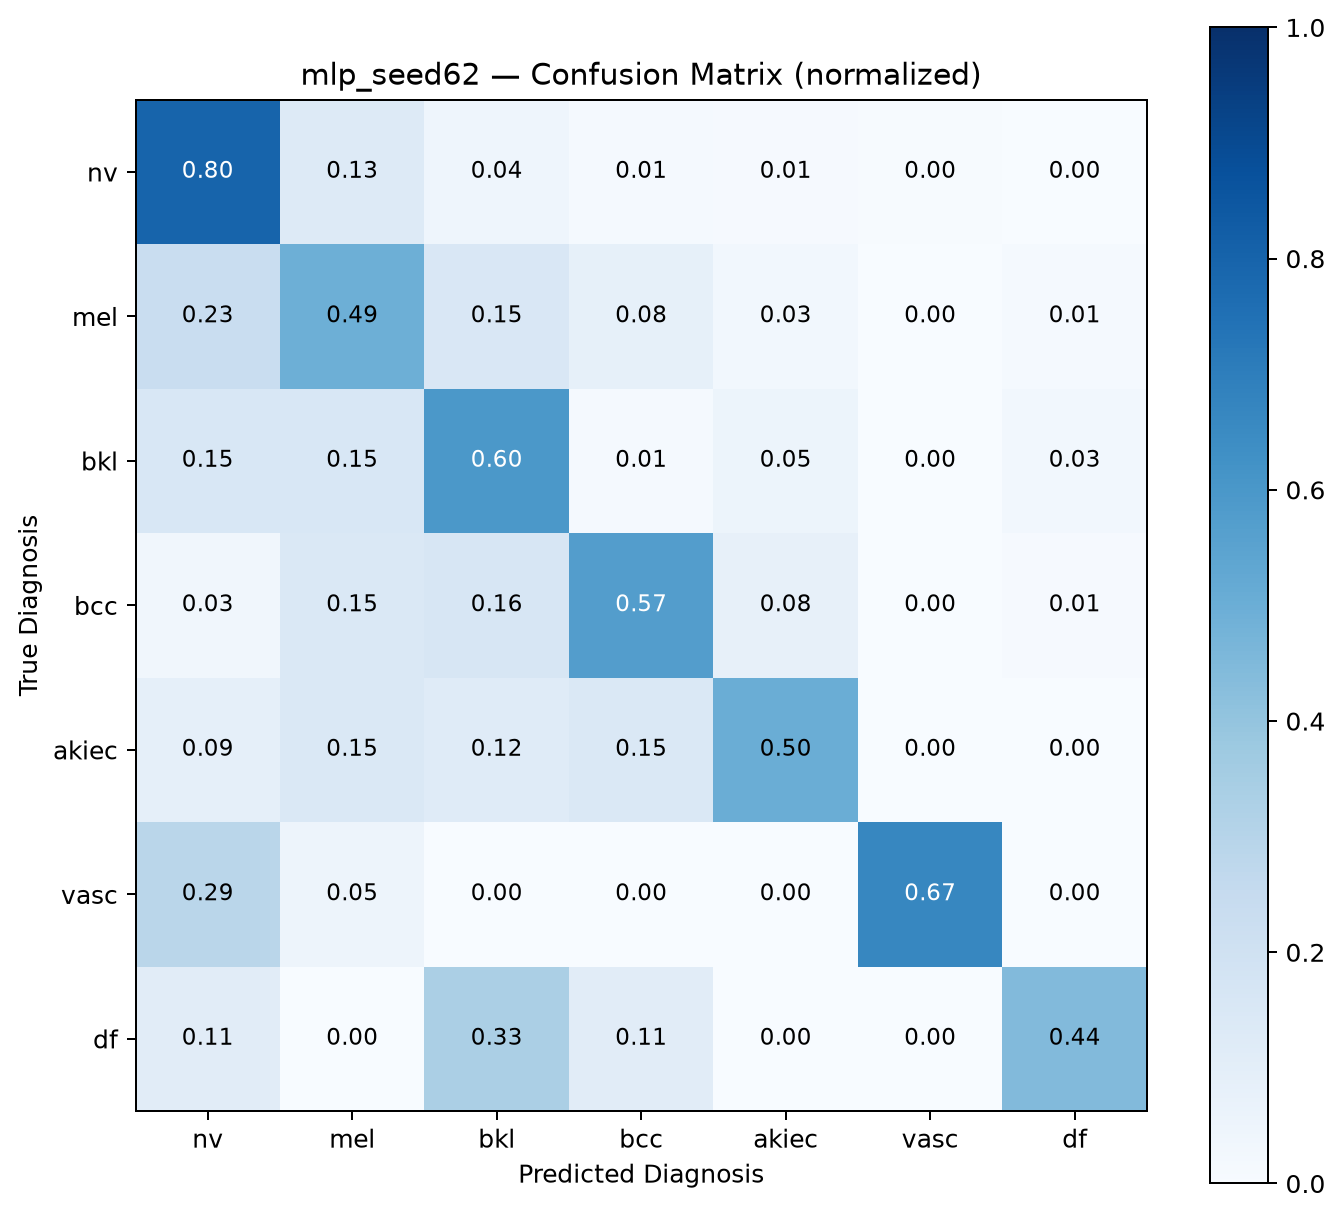 mlp_seed62 — Confusion Matrix (normalized)
nv 0.80 0.13 0.04 0.01 0.01 0.00 0.00
mel 0.23 0.49 0.15 0.08 0.03 0.00 0.01
bkl 0.15 0.15 0.60 0.01 0.05 0.00 0.03
bcc 0.03 0.15 0.16 0.57 0.08 0.00 0.01
akiec 0.09 0.15 0.12 0.15 0.50 0.00 0.00
vasc 0.29 0.05 0.00 0.00 0.00 0.67 0.00
df 0.11 0.00 0.33 0.11 0.00 0.00 0.44
nv mel bkl bcc akiec vasc df
Predicted Diagnosis
True Diagnosis
1.0
0.8
0.6
0.4
0.2
0.0